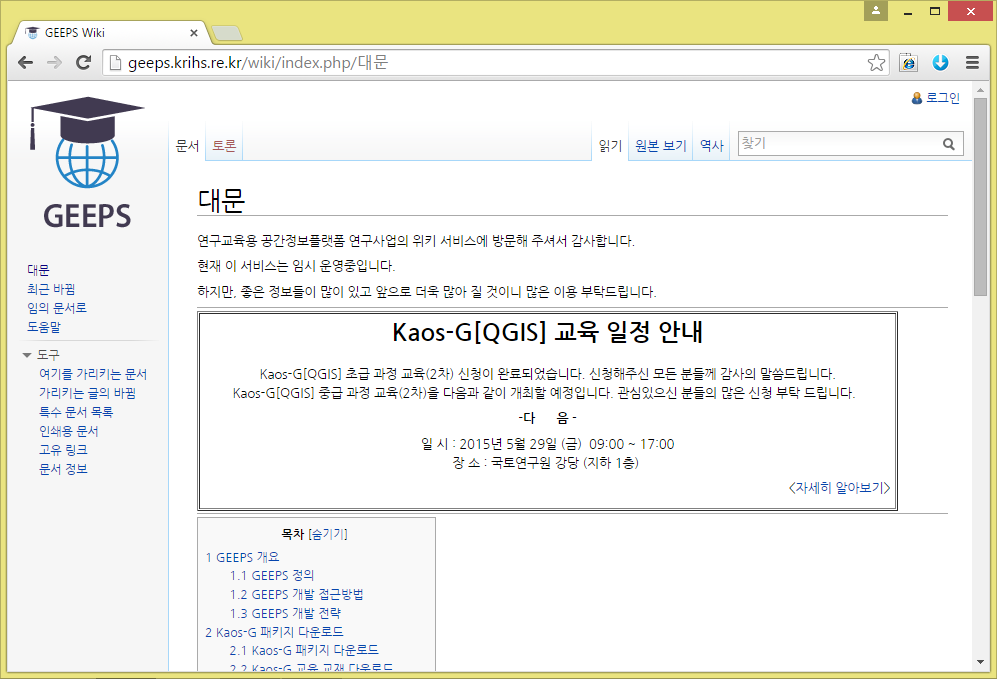 GEEPS Wiki
geeps.krihs.re.kr/wiki/index.php/대문
로그인
GEEPS
문서 토론 읽기 원본 보기 역사 찾기
대문
연구교육용 공간정보플랫폼 연구사업의 위키 서비스에 방문해 주셔서 감사합니다.
현재 이 서비스는 임시 운영중입니다.
하지만, 좋은 정보들이 많이 있고 앞으로 더욱 많아 질 것이니 많은 이용 부탁드립니다.
대문
최근 바뀜
임의 문서로
도움말
도구
여기를 가리키는 문서
가리키는 글의 바뀜
특수 문서 목록
인쇄용 문서
고유 링크
문서 정보
Kaos-G[QGIS] 교육 일정 안내
Kaos-G[QGIS] 초급 과정 교육(2차) 신청이 완료되었습니다. 신청해주신 모든 분들께 감사의 말씀드립니다.
Kaos-G[QGIS] 중급 과정 교육(2차)을 다음과 같이 개최할 예정입니다. 관심있으신 분들의 많은 신청 부탁 드립니다.
-다 음-
일 시 : 2015년 5월 29일 (금) 09:00 ~ 17:00
장 소 : 국토연구원 강당 (지하 1층)
<자세히 알아보기>
목차 [숨기기]
1 GEEPS 개요
1.1 GEEPS 정의
1.2 GEEPS 개발 접근방법
1.3 GEEPS 개발 전략
2 Kaos-G 패키지 다운로드
2.1 Kaos-G 패키지 다운로드
2.2 Kaos-G 교육 교재 다운로드